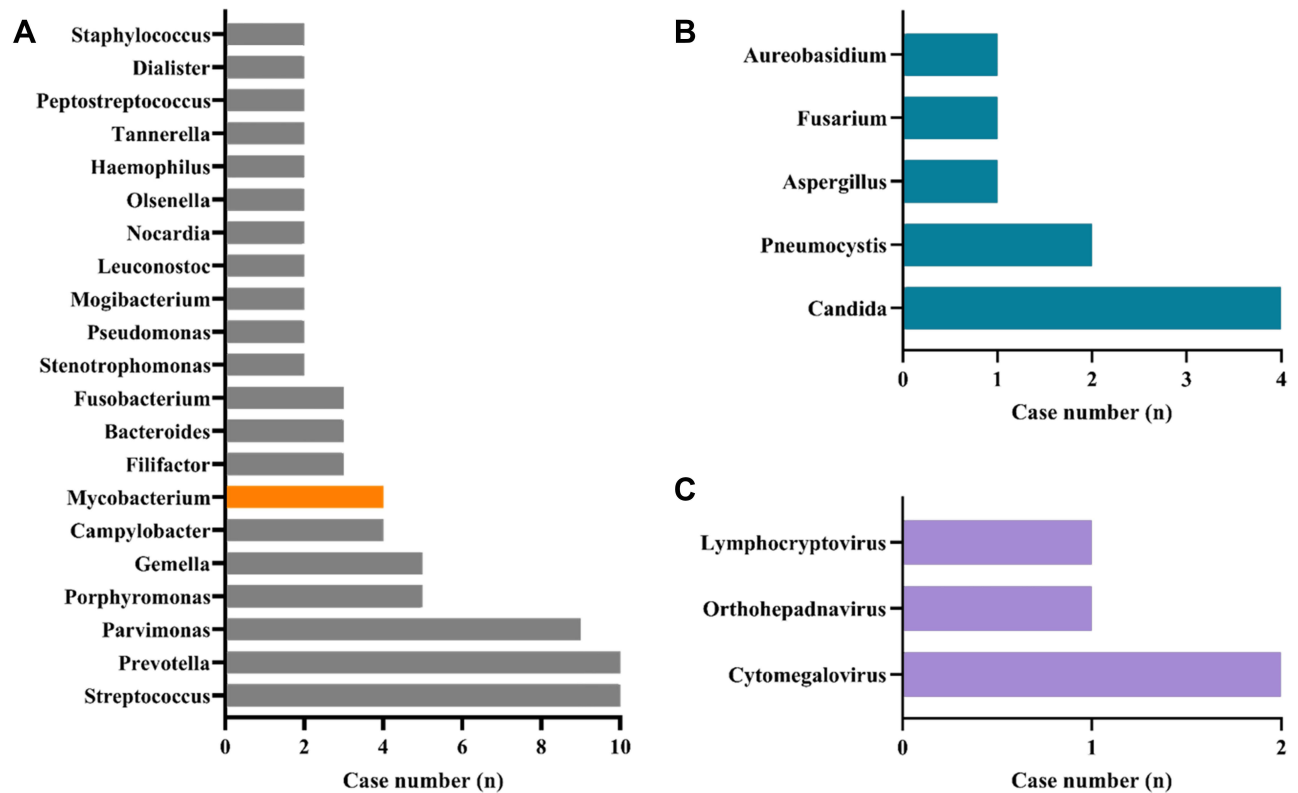 A
Staphylococcus
Dialister
Peptostreptococcus
Tannerella
Haemophilus
Olsenella
Nocardia
Leuconostoc
Mogibacterium
Pseudomonas
Stenotrophomonas
Fusobacterium
Bacteroides
Filifactor
Mycobacterium
Campylobacter
Gemella
Porphyromonas
Parvimonas
Prevotella
Streptococcus
0 2 4 6 8 10
Case number (n)
B
Aureobasidium
Fusarium
Aspergillus
Pneumocystis
Candida
0 1 2 3 4
Case number (n)
C
Lymphocryptovirus
Orthohepadnavirus
Cytomegalovirus
0 1 2
Case number (n)